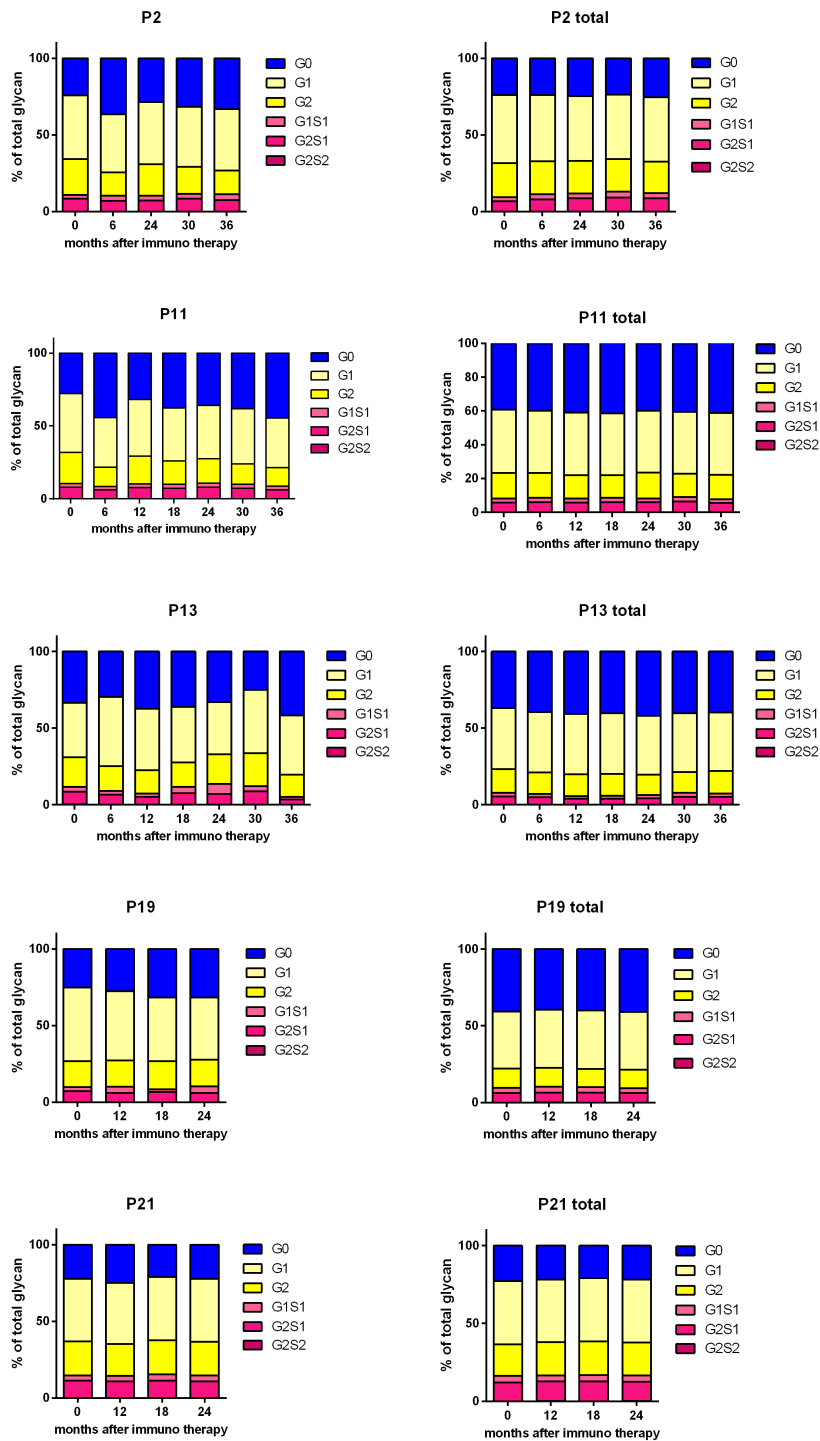 P2
% of total glycan
100
50
0
0 6 24 30 36
months after immuno therapy
G0
G1
G2
G1S1
G2S1
G2S2
P2 total
% of total glycan
100
50
0
0 6 24 30 36
months after immuno therapy
G0
G1
G2
G1S1
G2S1
G2S2
P11
% of total glycan
100
50
0
0 6 12 18 24 30 36
months after immuno therapy
G0
G1
G2
G1S1
G2S1
G2S2
P11 total
% of total glycan
100
80
60
40
20
0
0 6 12 18 24 30 36
months after immuno therapy
G0
G1
G2
G1S1
G2S1
G2S2
P13
% of total glycan
100
50
0
0 6 12 18 24 30 36
months after immuno therapy
G0
G1
G2
G1S1
G2S1
G2S2
P13 total
% of total glycan
100
50
0
0 6 12 18 24 30 36
months after immuno therapy
G0
G1
G2
G1S1
G2S1
G2S2
P19
% of total glycan
100
50
0
0 12 18 24
months after immuno therapy
G0
G1
G2
G1S1
G2S1
G2S2
P19 total
% of total glycan
100
50
0
0 12 18 24
months after immuno therapy
G0
G1
G2
G1S1
G2S1
G2S2
P21
% of total glycan
100
50
0
0 12 18 24
months after immuno therapy
G0
G1
G2
G1S1
G2S1
G2S2
P21 total
% of total glycan
100
50
0
0 12 18 24
months after immuno therapy
G0
G1
G2
G1S1
G2S1
G2S2